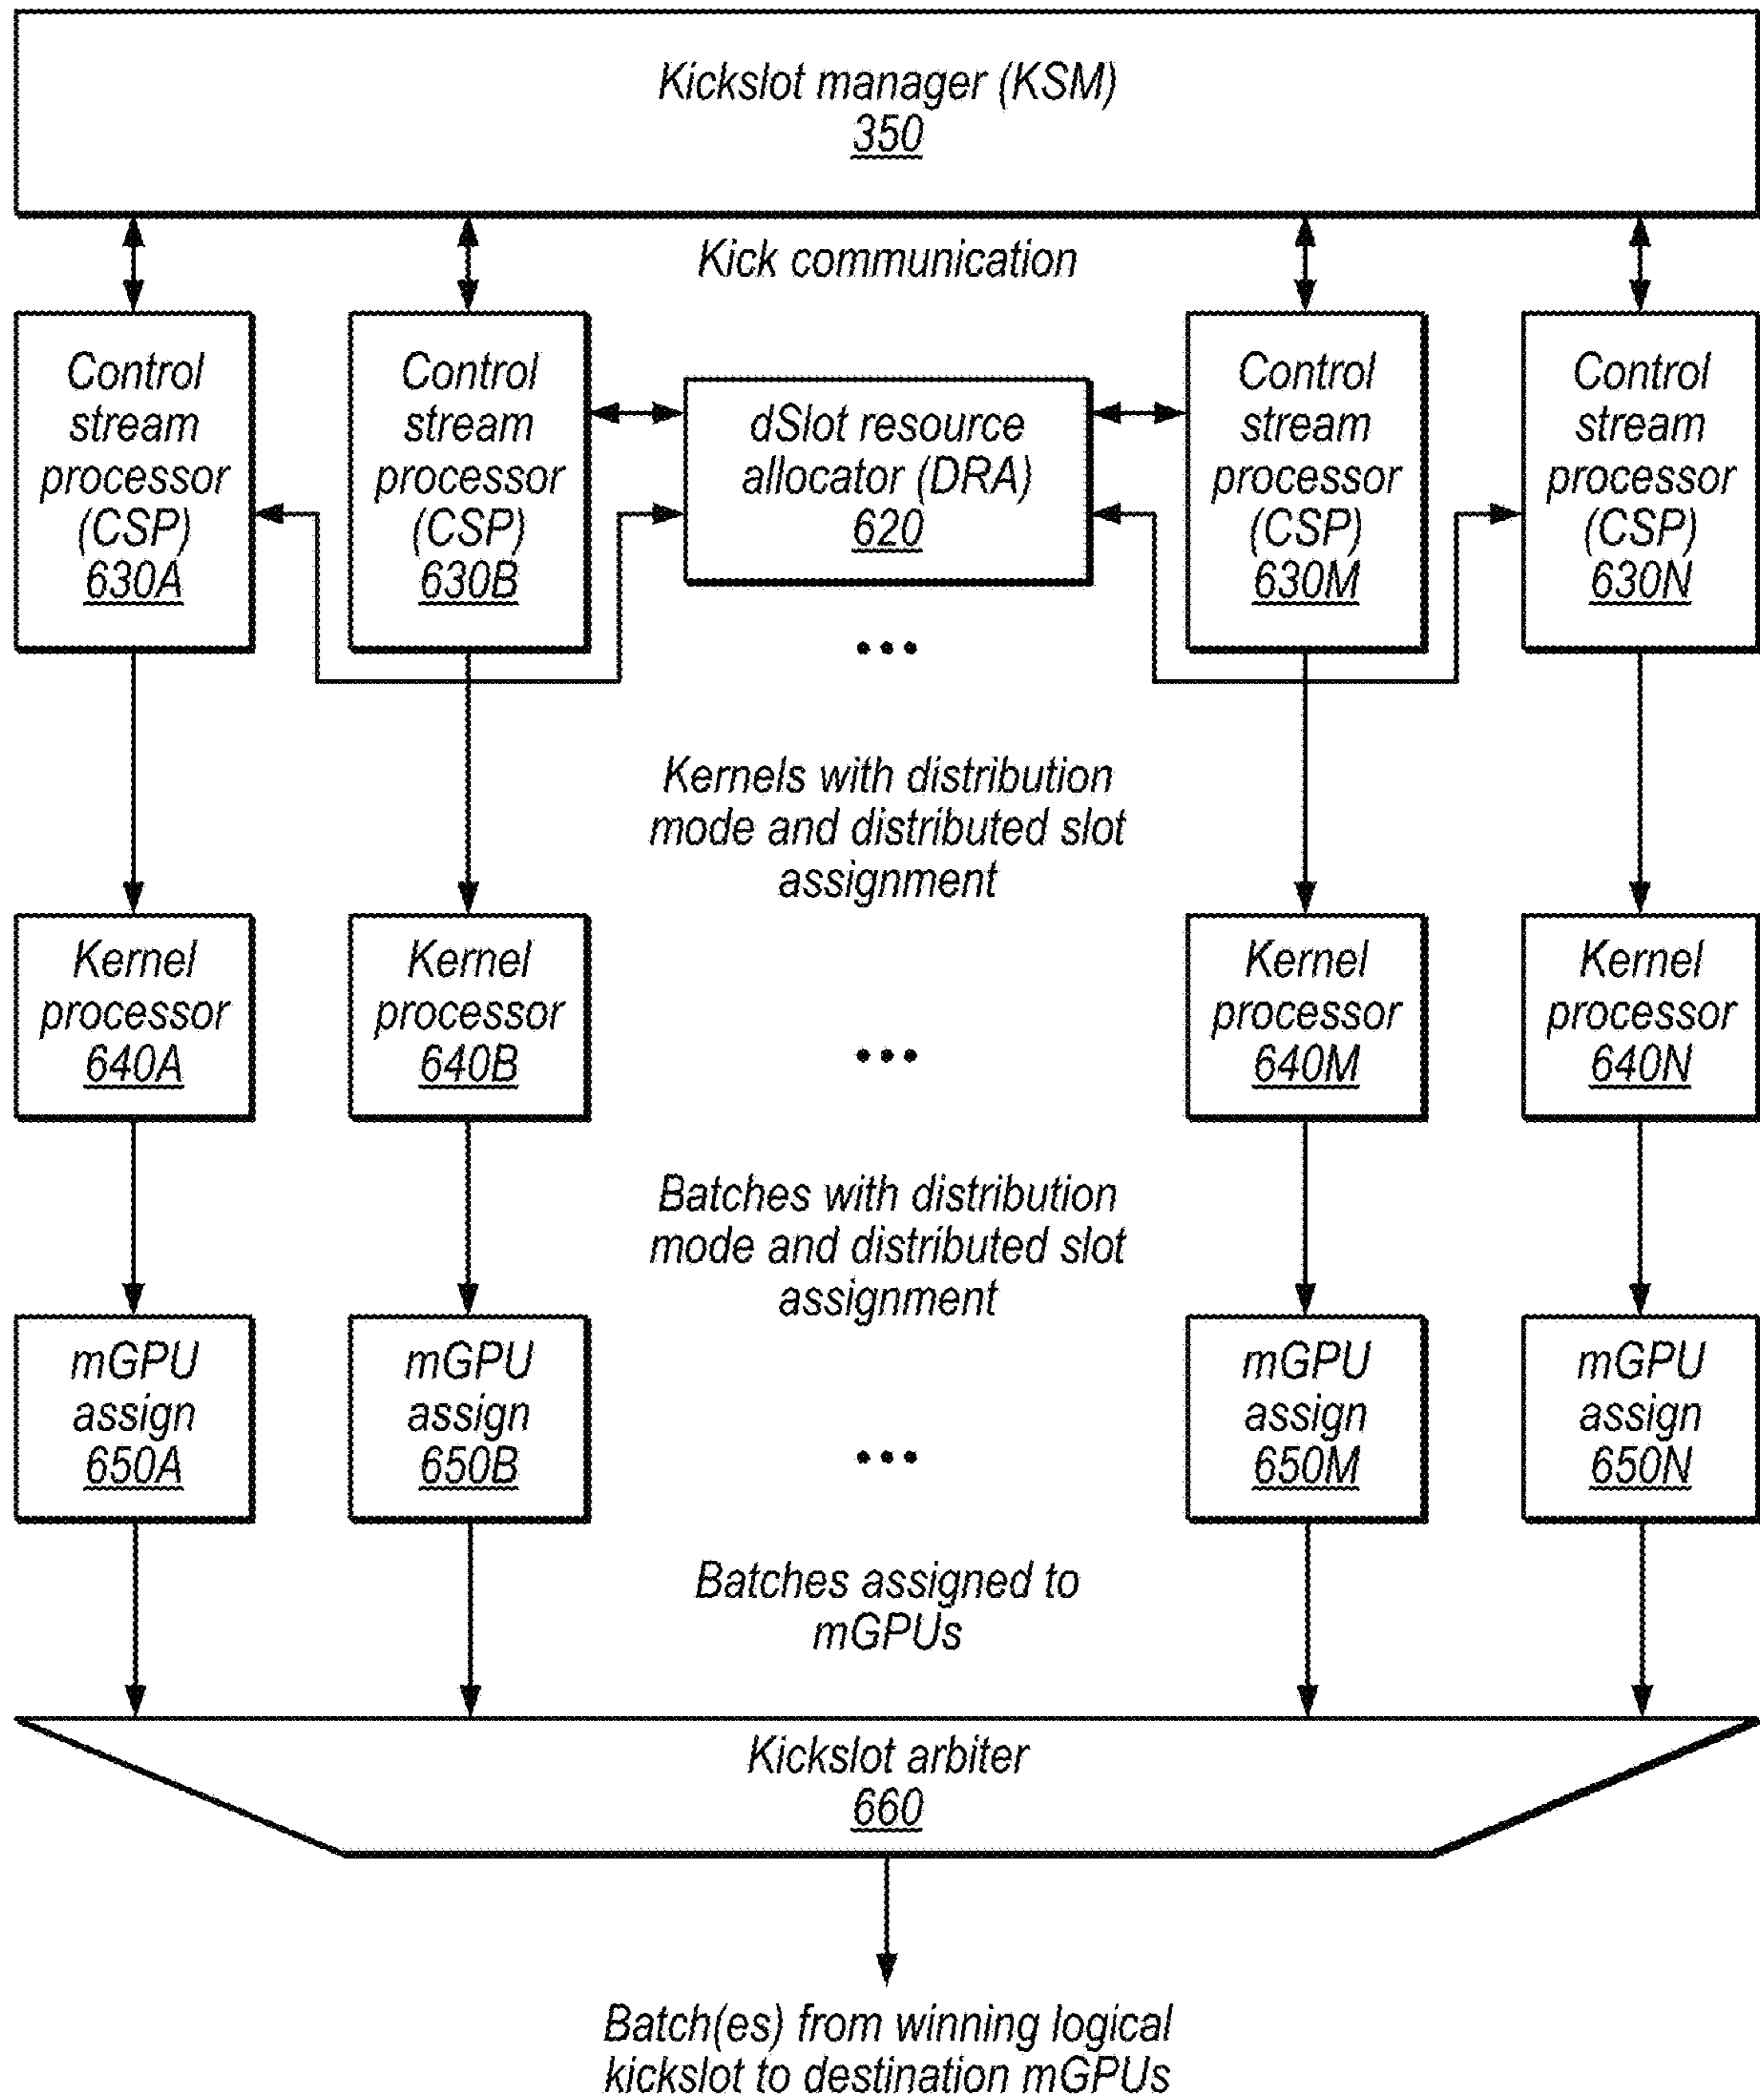 Kickslot manager (KSM)
350
Kick communication
Control
stream
processor
(CSP)
630A
Control
stream
processor
(CSP)
630B
dSlot resource
allocator (DRA)
620
Control
stream
processor
(CSP)
630M
Control
stream
processor
(CSP)
630N
...
Kernels with distribution
mode and distributed slot
assignment
Kernel
processor
640A
Kernel
processor
640B
...
Kernel
processor
640M
Kernel
processor
640N
Batches with distribution
mode and distributed slot
assignment
mGPU
assign
650A
mGPU
assign
650B
...
mGPU
assign
650M
mGPU
assign
650N
Batches assigned to
mGPUs
Kickslot arbiter
660
Batch(es) from winning logical
kickslot to destination mGPUs